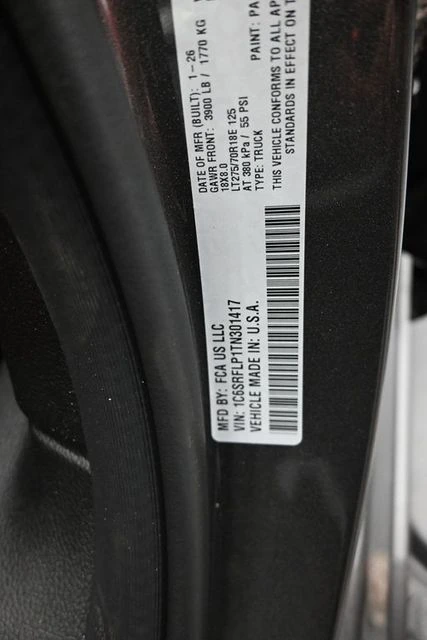 MFD BY: FCA US LLC
DATE OF MFR (BUILT): 1-26
GAWR FRONT: 3900 LB / 1770 KG
18X8.0
LT275/70R18E 125
AT 380 kPa / 55 PSI
TYPE: TRUCK
PAINT: PA
VIN: 1C6SRFLP1TN301417
VEHICLE MADE IN: U.S.A.
THIS VEHICLE CONFORMS TO ALL AP
STANDARDS IN EFFECT ON T